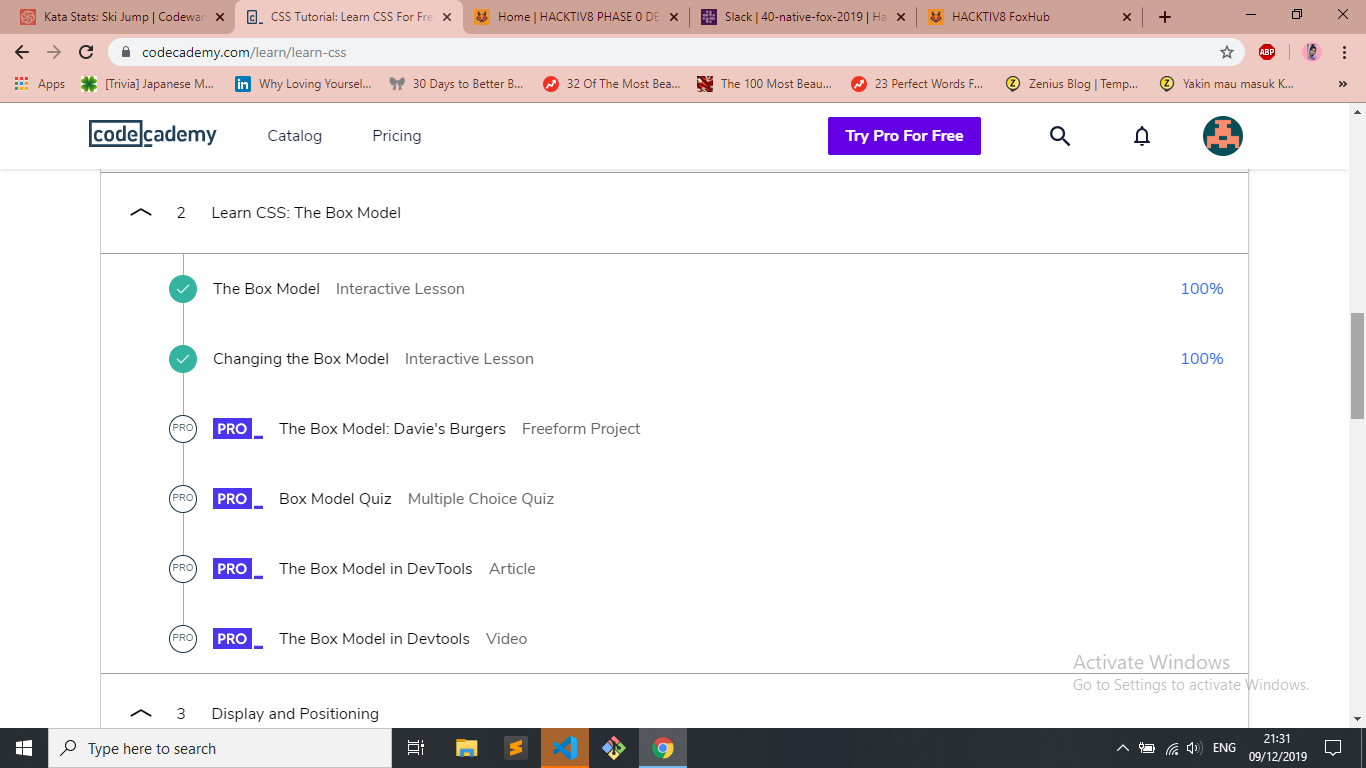 Kata Stats: Ski Jump | Codewar
CSS Tutorial: Learn CSS For Fre
Home | HACKTIV8 PHASE 0 DE
Slack | 40-native-fox-2019 | Ha
HACKTIV8 FoxHub
codecademy.com/learn/learn-css
ABP
Apps
[Trivia] Japanese M...
Why Loving Yoursel...
30 Days to Better B...
32 Of The Most Bea...
The 100 Most Beau...
23 Perfect Words F...
Zenius Blog | Temp...
Yakin mau masuk K...
codecademy
Catalog
Pricing
Try Pro For Free
2 Learn CSS: The Box Model
The Box Model Interactive Lesson 100%
Changing the Box Model Interactive Lesson 100%
PRO PRO The Box Model: Davie's Burgers Freeform Project
PRO PRO Box Model Quiz Multiple Choice Quiz
PRO PRO The Box Model in DevTools Article
PRO PRO The Box Model in Devtools Video
Activate Windows
Go to Settings to activate Windows.
3 Display and Positioning
Type here to search
ENG
21:31
09/12/2019